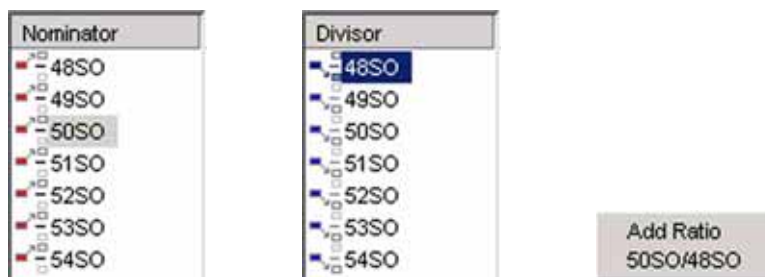 Nominator
48SO
49SO
50SO
51SO
52SO
53SO
54SO
Divisor
48SO
49SO
50SO
51SO
52SO
53SO
54SO
Add Ratio
50SO/48SO